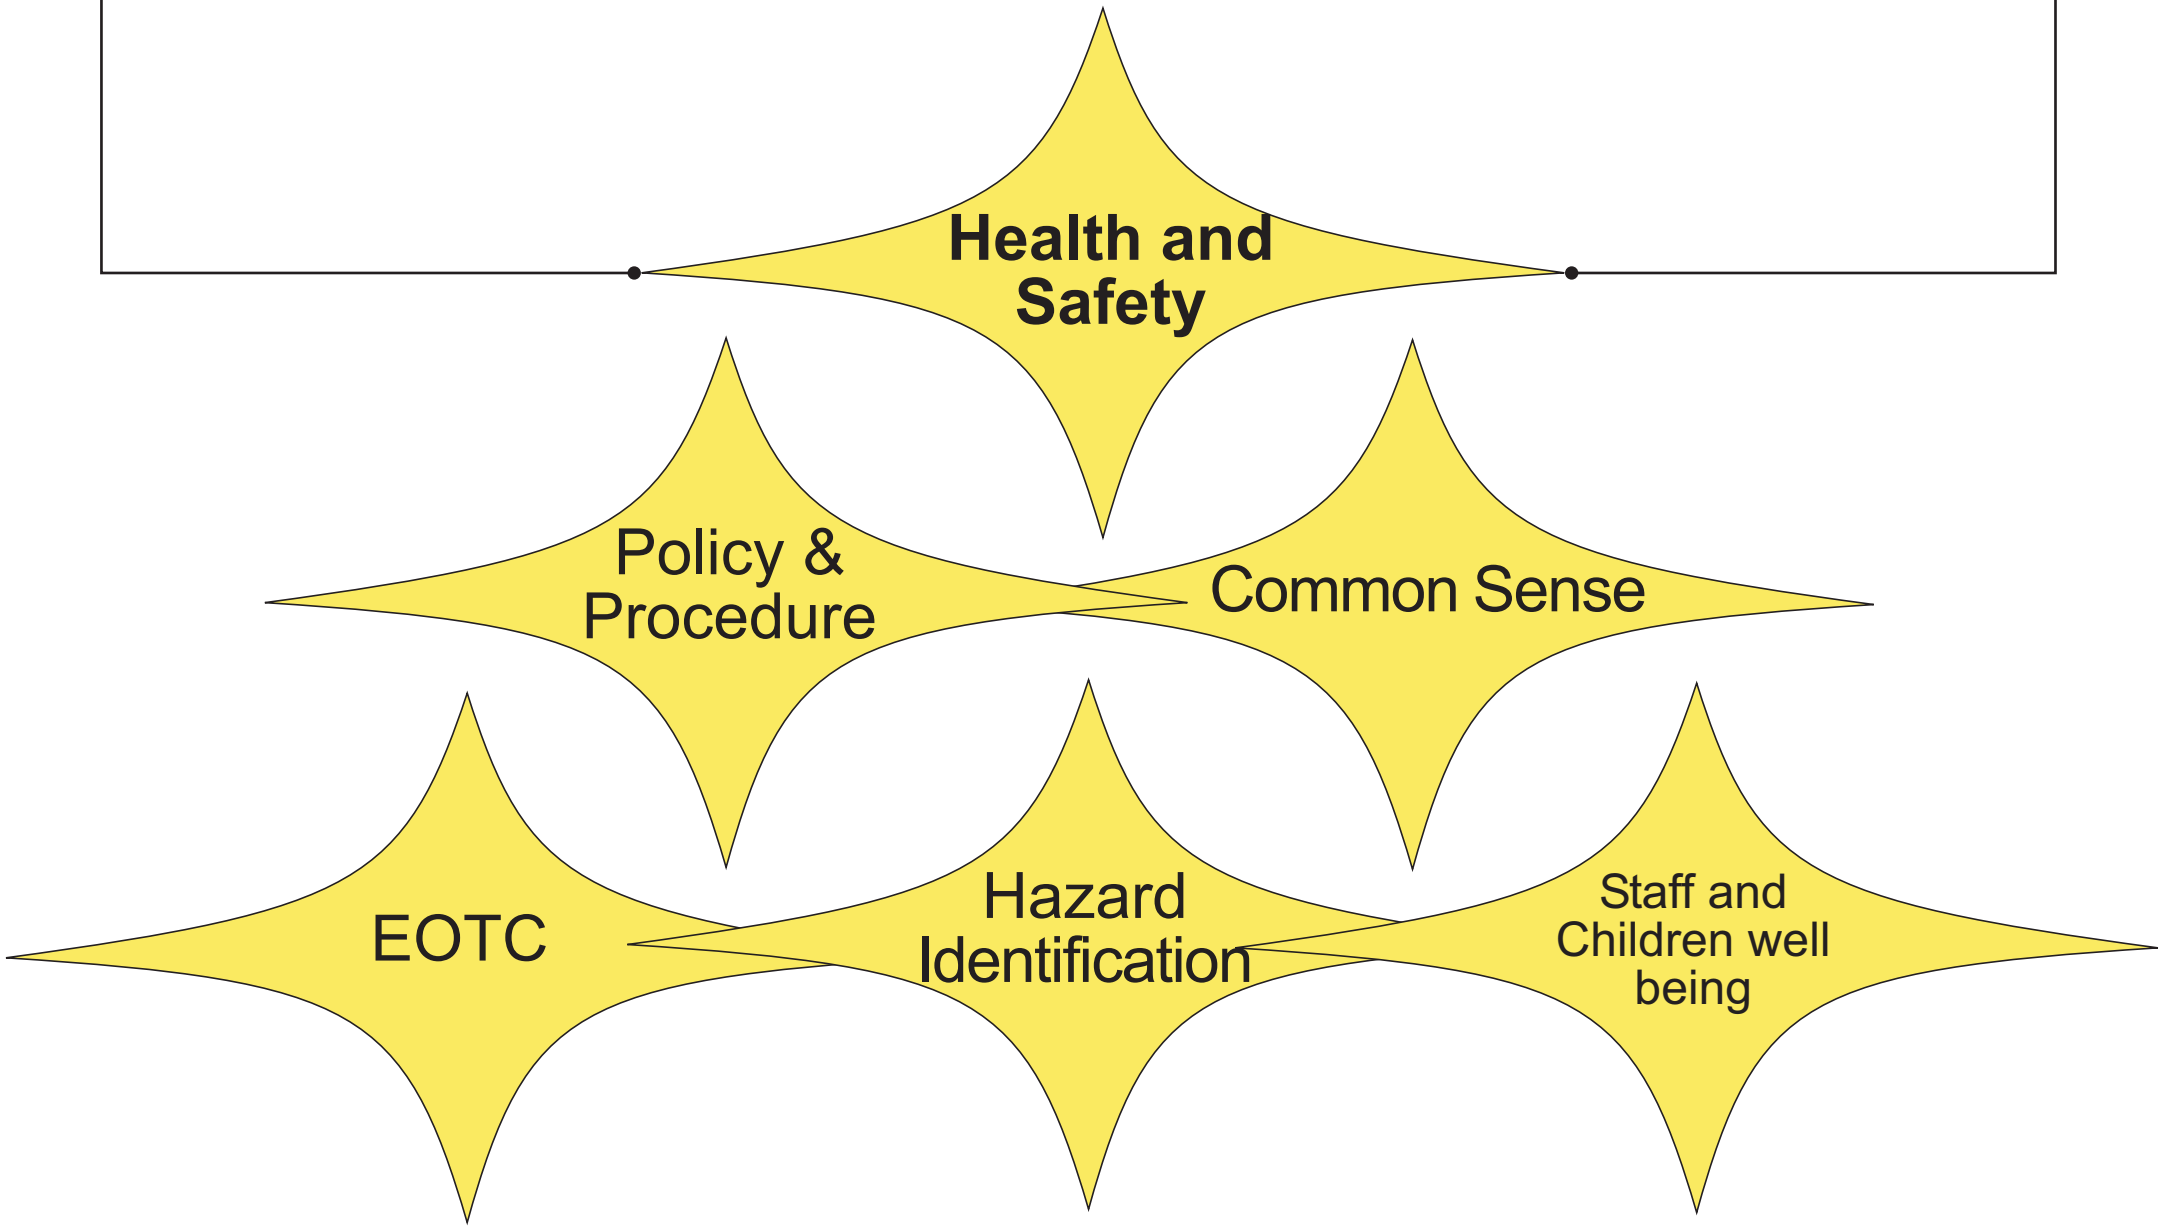 Health and
Safety
Policy &
Procedure
Common Sense
EOTC
Hazard
Identification
Staff and
Children well
being